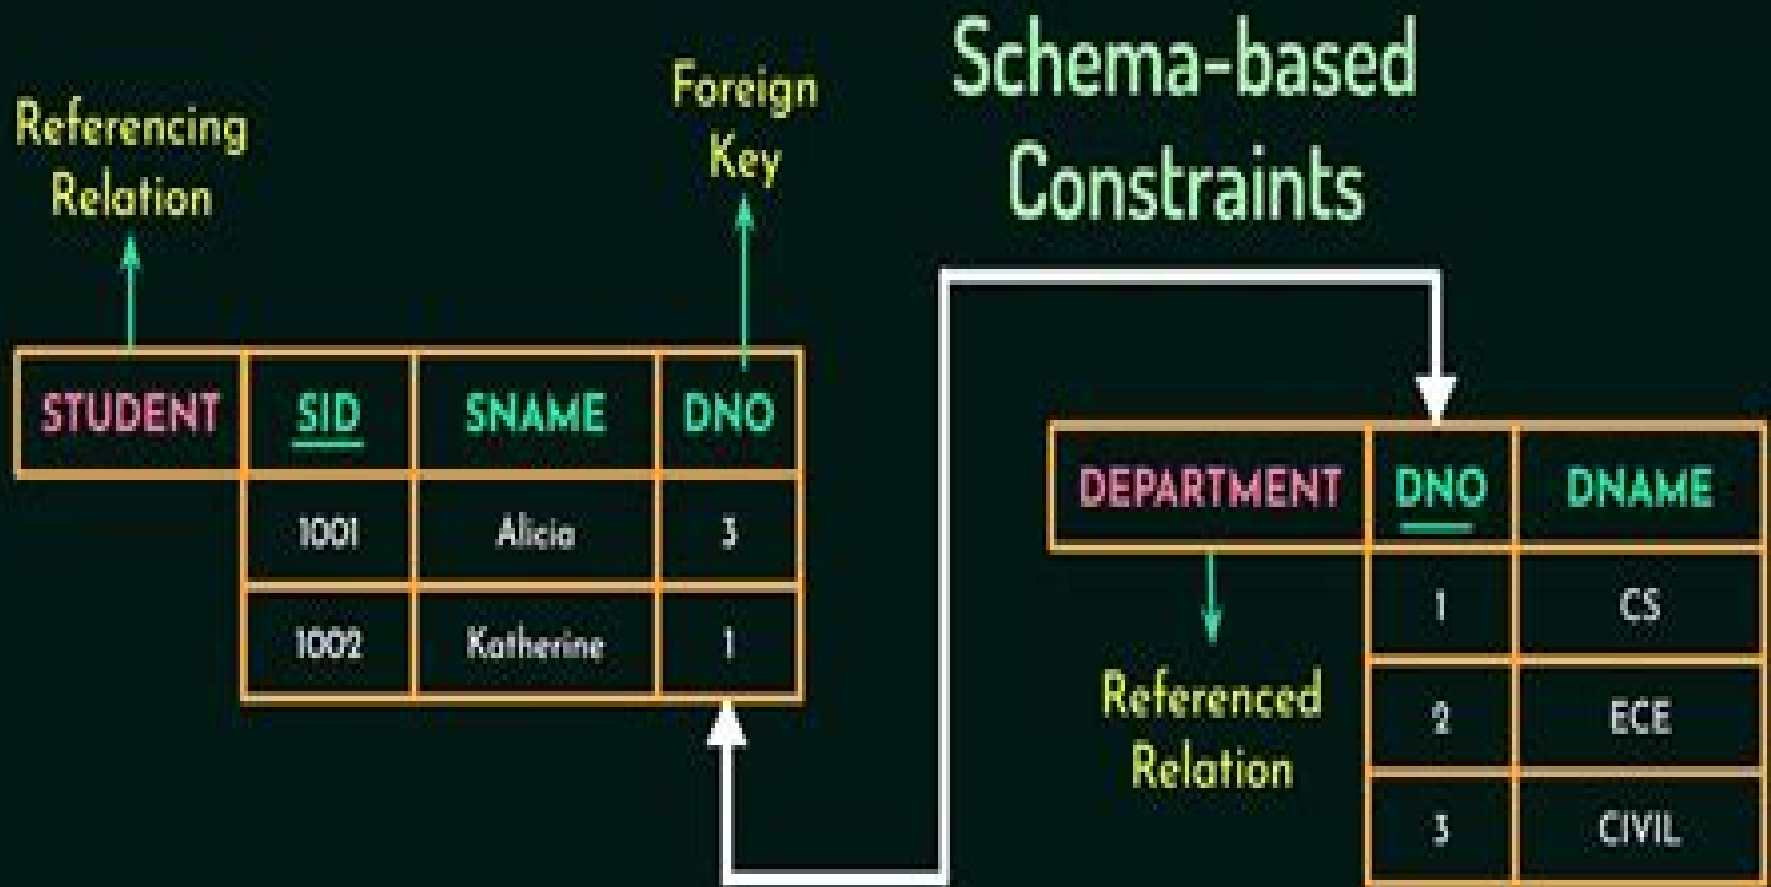 Schema-based
Constraints
Referencing
Relation
Foreign
Key
STUDENT SID SNAME DNO
1001 Alicia 3
1002 Katherine 1
DEPARTMENT DNO DNAME
1 CS
2 ECE
3 CIVIL
Referenced
Relation